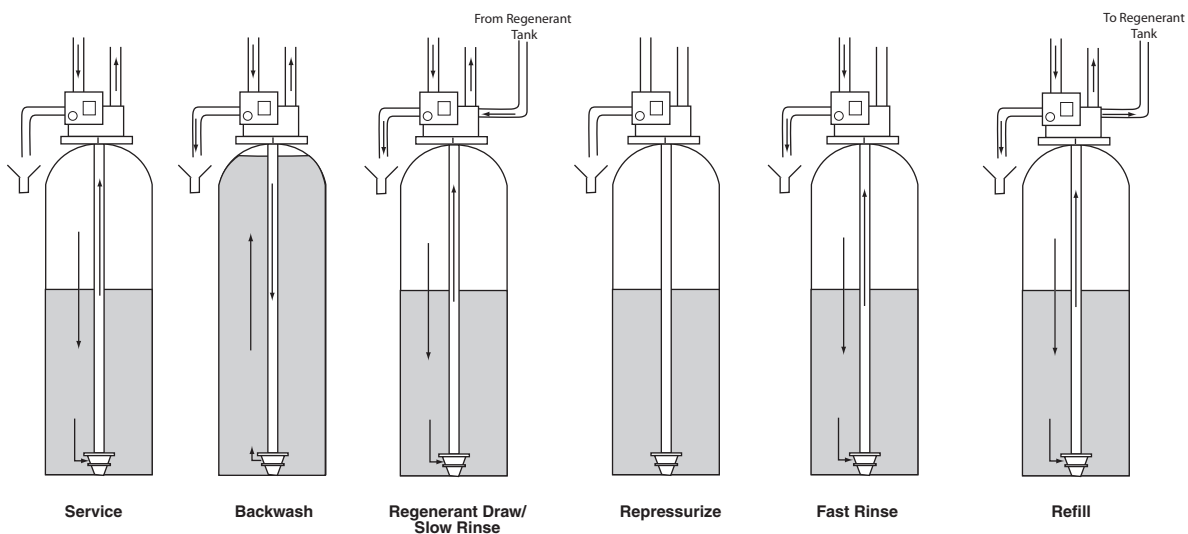 From Regenerant
Tank
To Regenerant
Tank
Service
Backwash
Regenerant Draw/
Slow Rinse
Repressurize
Fast Rinse
Refill